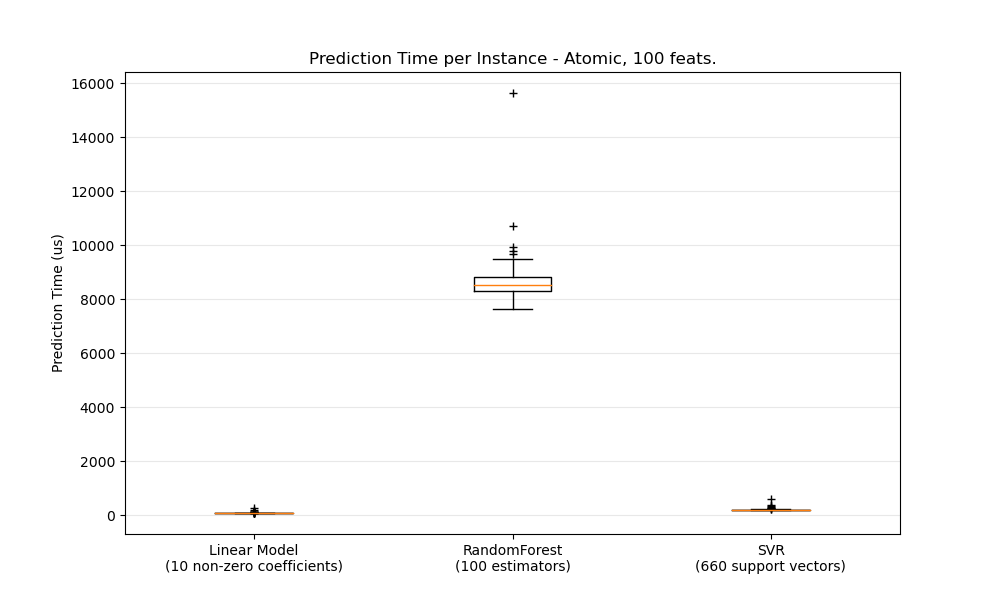 Prediction Time per Instance - Atomic, 100 feats.
Prediction Time (us)
16000
14000
12000
10000
8000
6000
4000
2000
0
Linear Model
(10 non-zero coefficients)
RandomForest
(100 estimators)
SVR
(660 support vectors)